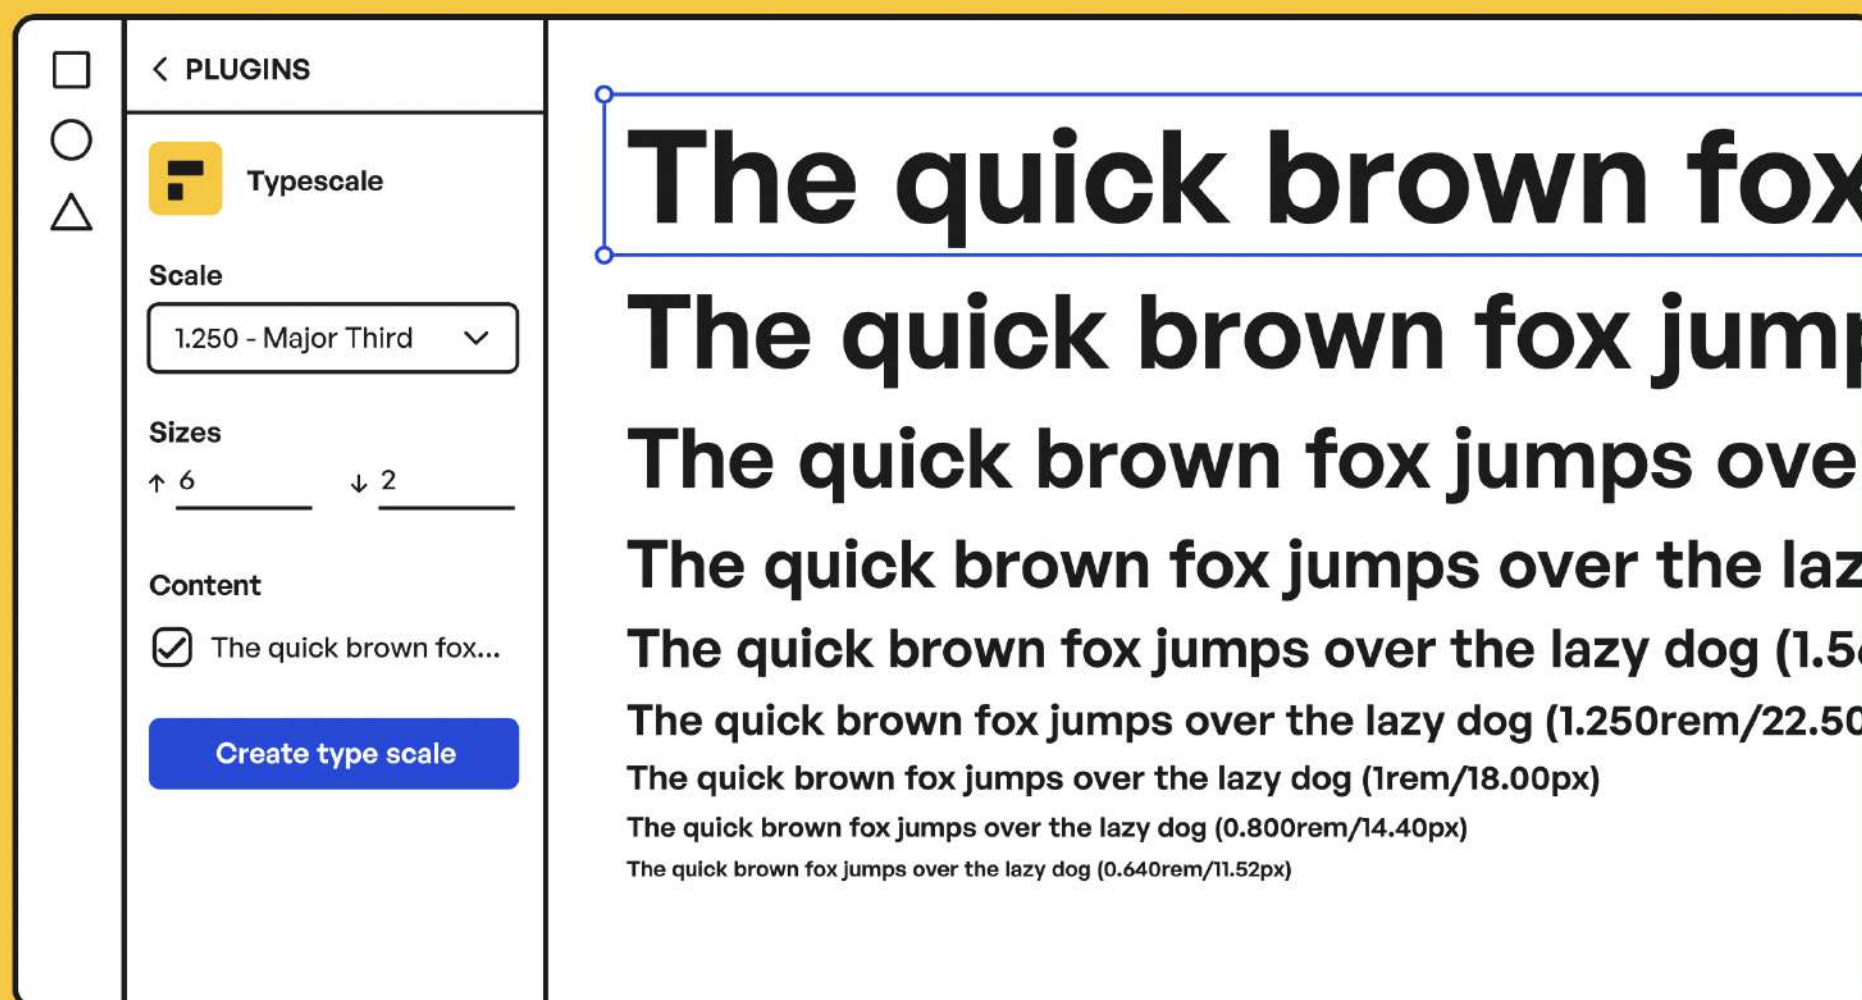 PLUGINS
Typescale
Scale
1.250 - Major Third
Sizes
↑ 6 ↓ 2
Content
The quick brown fox...
Create type scale
The quick brown fox
The quick brown fox jump
The quick brown fox jumps ove
The quick brown fox jumps over the laz
The quick brown fox jumps over the lazy dog (1.5
The quick brown fox jumps over the lazy dog (1.250rem/22.50
The quick brown fox jumps over the lazy dog (1rem/18.00px)
The quick brown fox jumps over the lazy dog (0.800rem/14.40px)
The quick brown fox jumps over the lazy dog (0.640rem/11.52px)